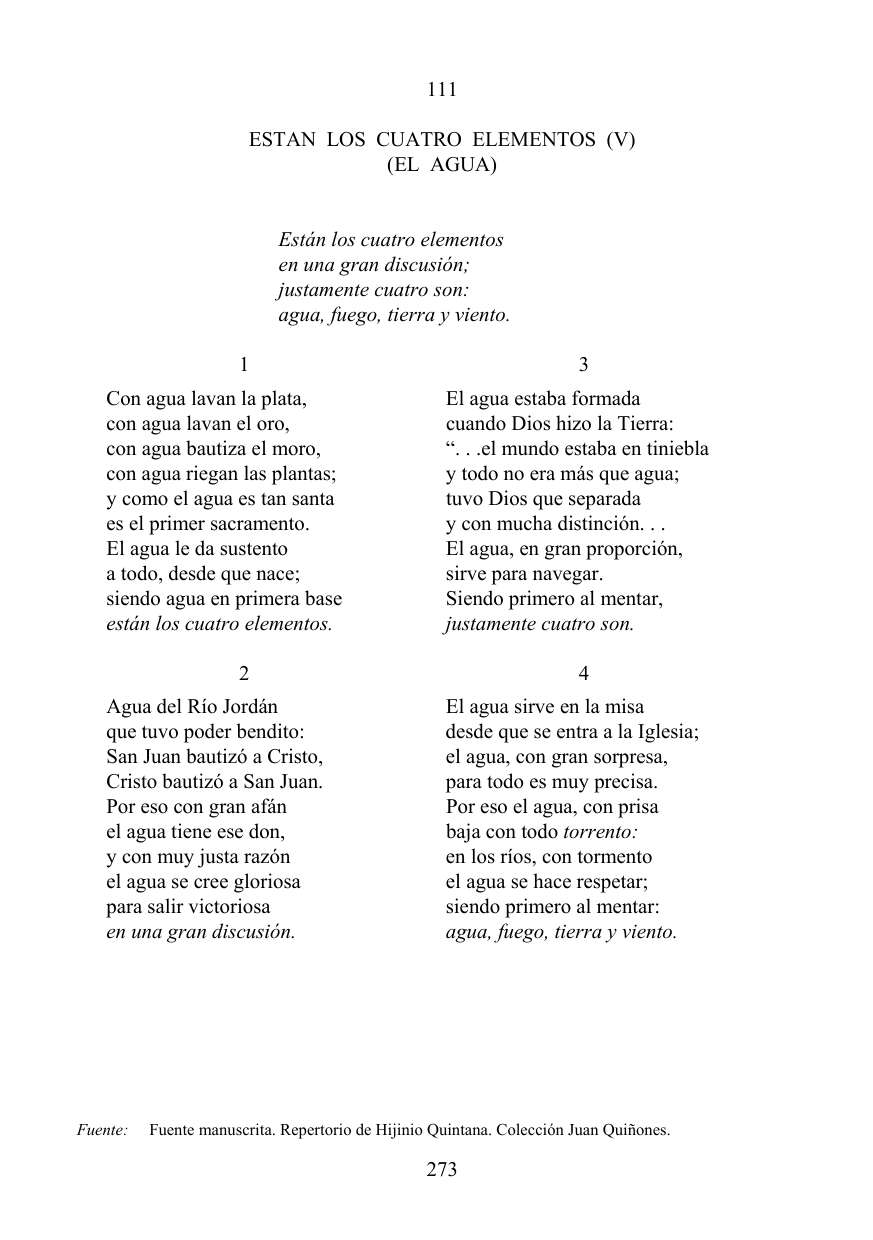 111
ESTAN LOS CUATRO ELEMENTOS (V)
(EL AGUA)
Están los cuatro elementos
en una gran discusión;
justamente cuatro son:
agua, fuego, tierra y viento.
1
Con agua lavan la plata,
con agua lavan el oro,
con agua bautiza el moro,
con agua riegan las plantas;
y como el agua es tan santa
es el primer sacramento.
El agua le da sustento
a todo, desde que nace;
siendo agua en primera base
están los cuatro elementos.
2
Agua del Río Jordán
que tuvo poder bendito:
San Juan bautizó a Cristo,
Cristo bautizó a San Juan.
Por eso con gran afán
el agua tiene ese don,
y con muy justa razón
el agua se cree gloriosa
para salir victoriosa
en una gran discusión.
3
El agua estaba formada
cuando Dios hizo la Tierra:
“. . .el mundo estaba en tiniebla
y todo no era más que agua;
tuvo Dios que separada
y con mucha distinción. . .
El agua, en gran proporción,
sirve para navegar.
Siendo primero al mentar,
justamente cuatro son.
4
El agua sirve en la misa
desde que se entra a la Iglesia;
el agua, con gran sorpresa,
para todo es muy precisa.
Por eso el agua, con prisa
baja con todo torrento:
en los ríos, con tormento
el agua se hace respetar;
siendo primero al mentar:
agua, fuego, tierra y viento.
Fuente: Fuente manuscrita. Repertorio de Hijinio Quintana. Colección Juan Quiñones.
273